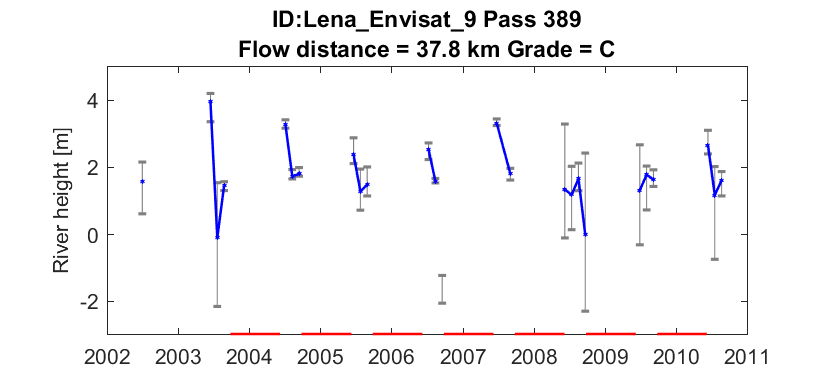 ID:Lena_Envisat_9 Pass 389
Flow distance = 37.8 km Grade = C
River height [m]
4
2
0
-2
2002 2003 2004 2005 2006 2007 2008 2009 2010 2011